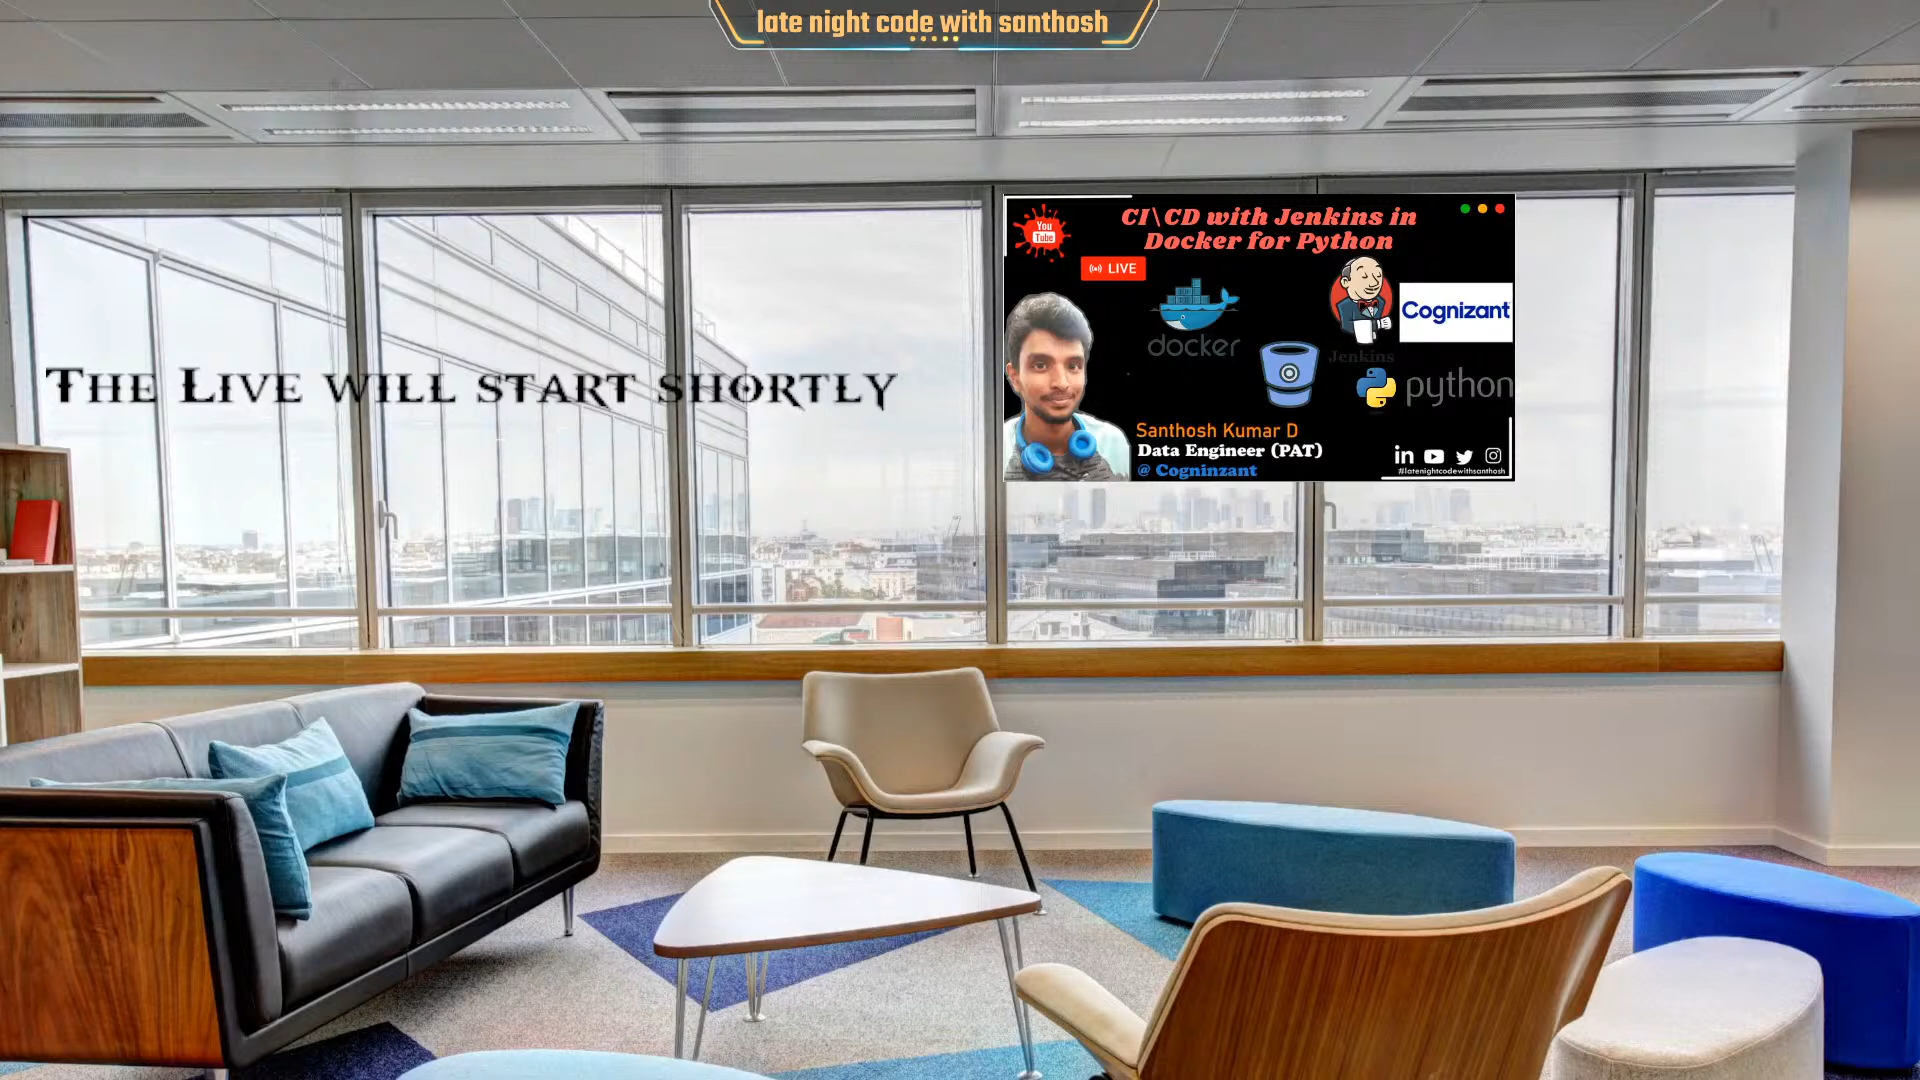 late night code with santhosh
CI\CD with Jenkins in
Docker for Python
You
Tube
LIVE
docker
Jenkins
Cognizant
python
THE LIVE WILL START SHORTLY
Santhosh Kumar D
Data Engineer (PAT)
@ Cogninzant
in
#latenightcodewithsanthosh